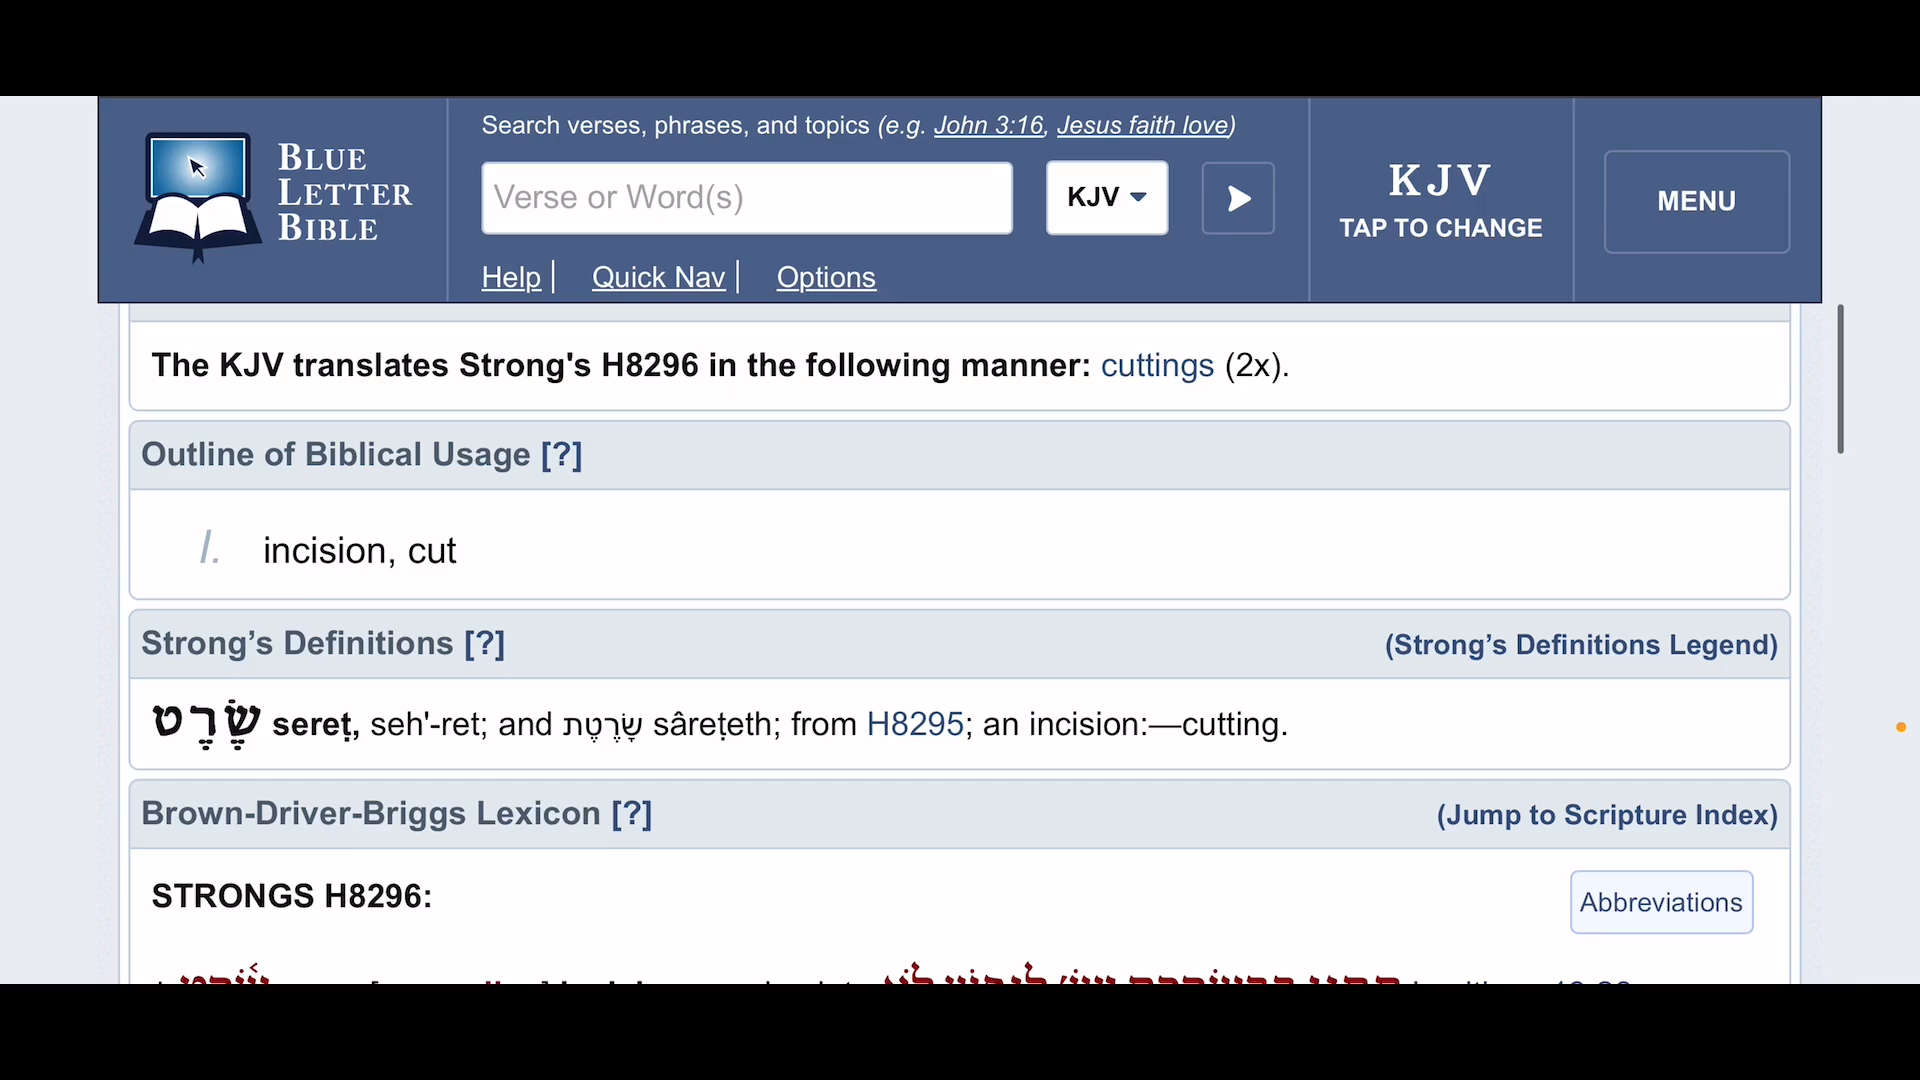 BLUE
LETTER
BIBLE
Search verses, phrases, and topics (e.g. John 3:16, Jesus faith love)
Verse or Word(s)
KJV
Help | Quick Nav | Options
KJV
TAP TO CHANGE
MENU
The KJV translates Strong's H8296 in the following manner: cuttings (2x).
Outline of Biblical Usage [?]
I. incision, cut
Strong’s Definitions [?] (Strong’s Definitions Legend)
שֶׂרֶט sereṭ, seh'-ret; and שָׂרֶטֶת sâreṭeth; from H8295; an incision:—cutting.
Brown-Driver-Briggs Lexicon [?] (Jump to Scripture Index)
STRONGS H8296:
Abbreviations